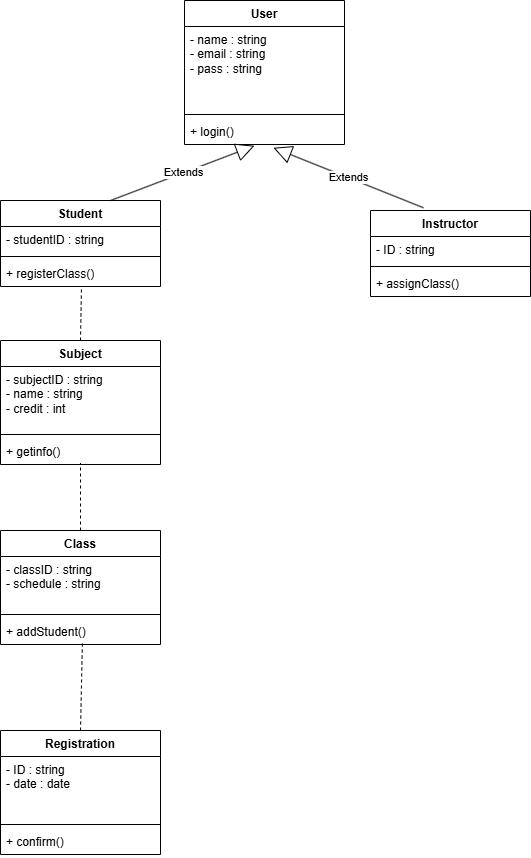 User
- name : string
- email : string
- pass : string
+ login()
Extends
Extends
Student
- studentID : string
+ registerClass()
Instructor
- ID : string
+ assignClass()
Subject
- subjectID : string
- name : string
- credit : int
+ getinfo()
Class
- classID : string
- schedule : string
+ addStudent()
Registration
- ID : string
- date : date
+ confirm()